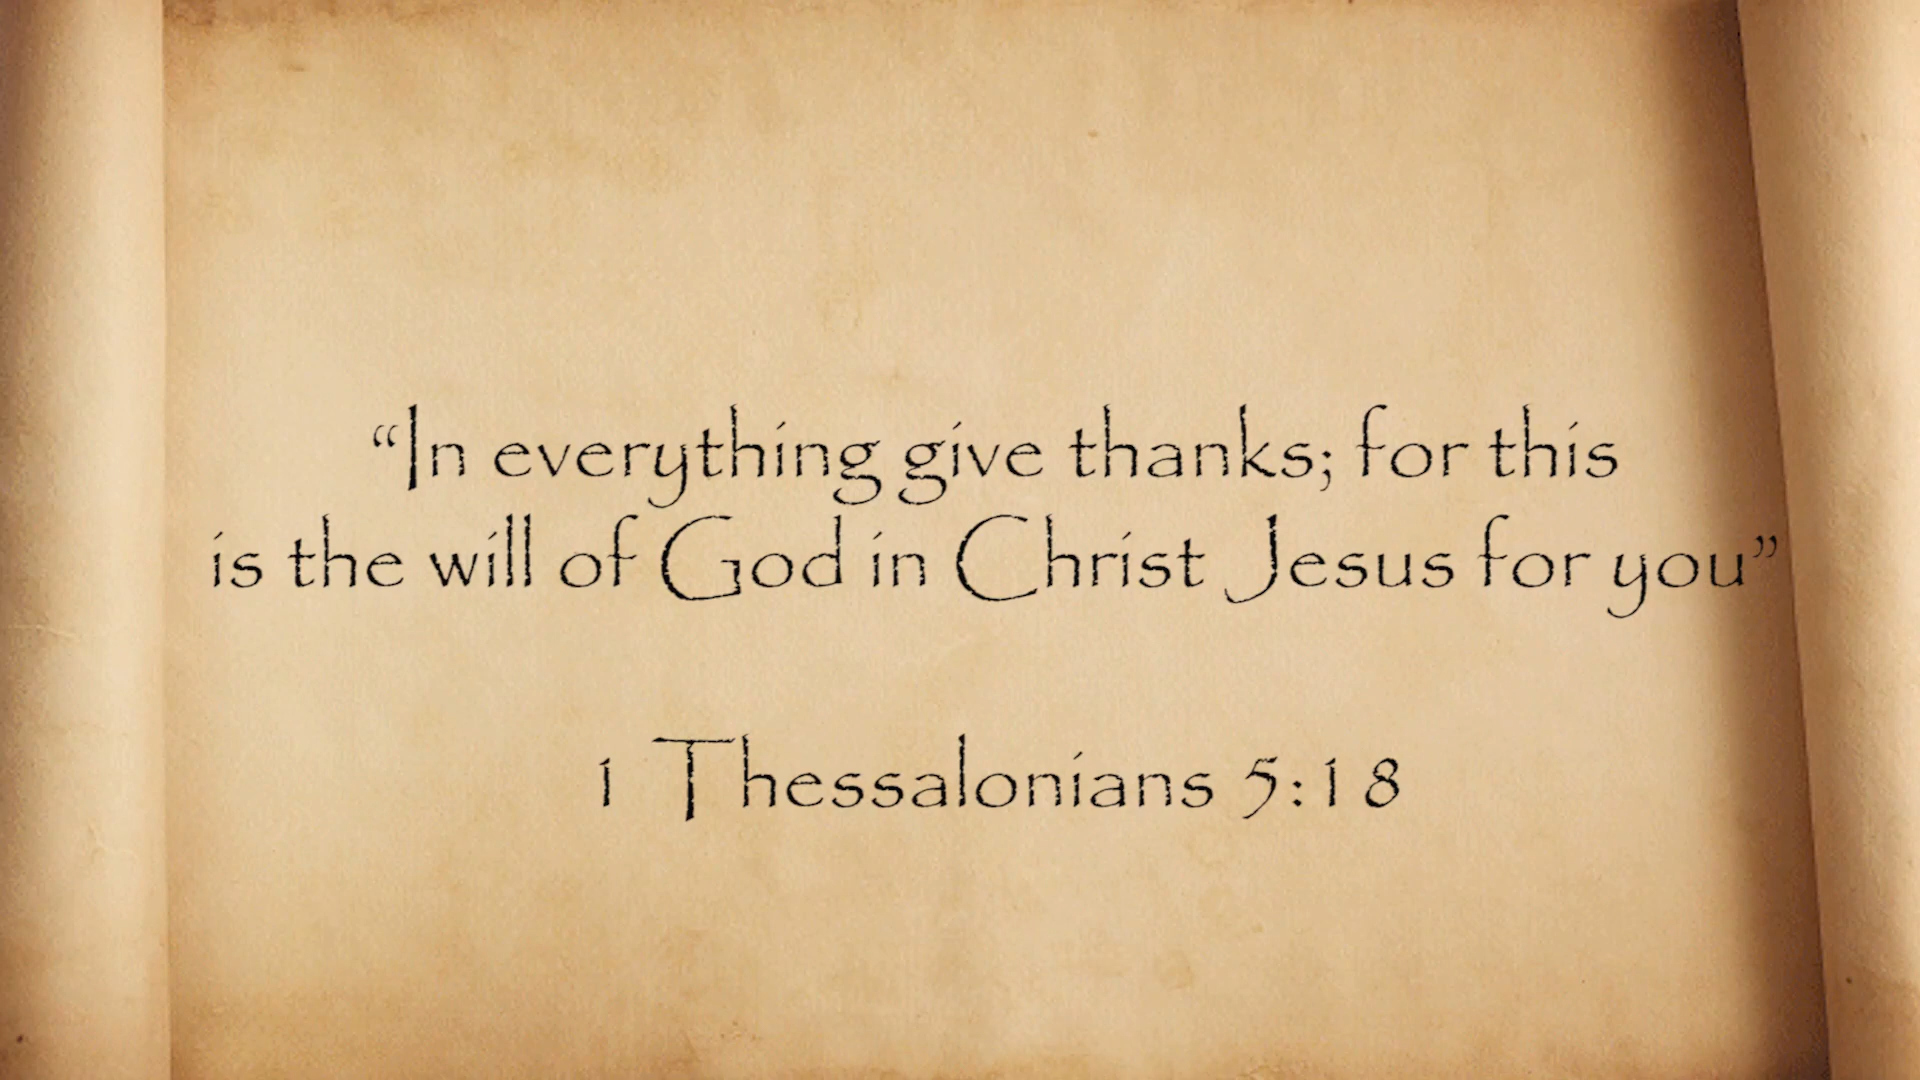 “In everything give thanks; for this
is the will of God in Christ Jesus for you”
1 Thessalonians 5:18